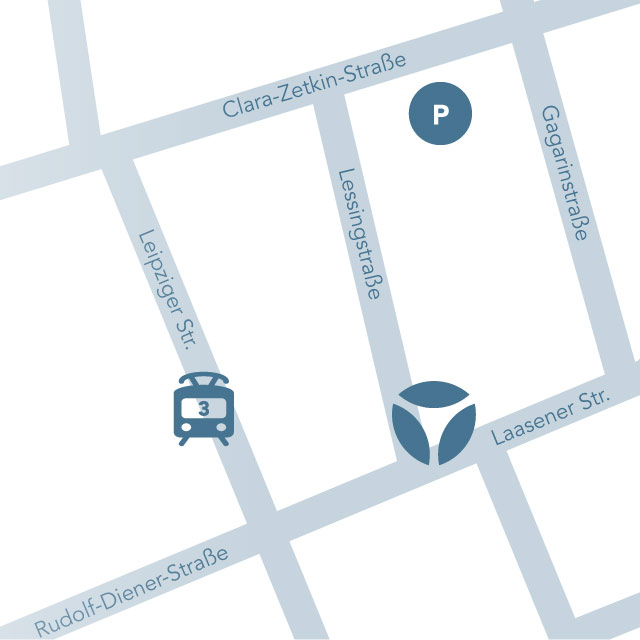 Clara-Zetkin-Straße
P
Gagarinstraße
Lessingstraße
Leipziger Str.
3
Laasener Str.
Rudolf-Diener-Straße